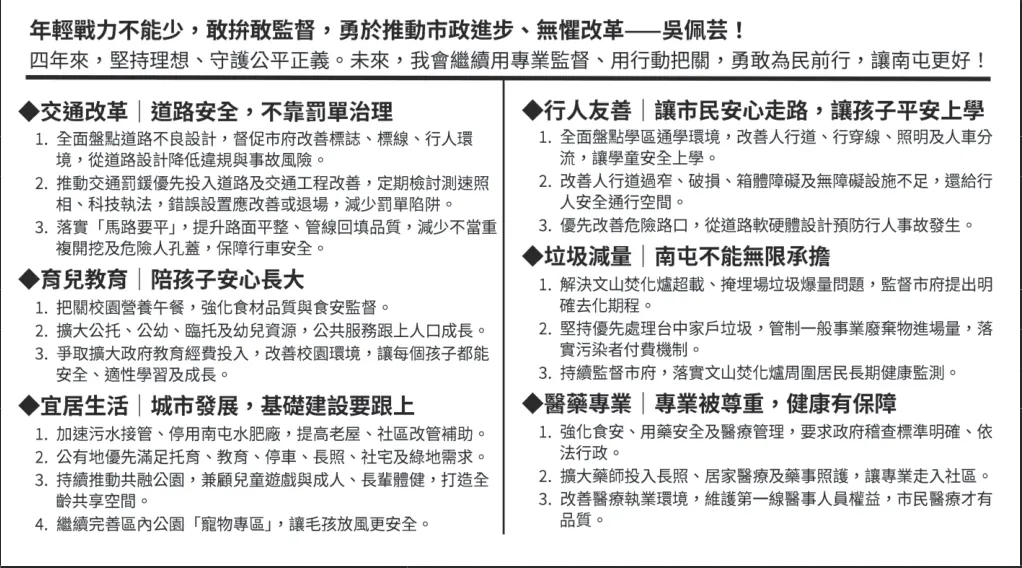 年輕戰力不能少，敢拚敢監督，勇於推動市政進步、無懼改革——吳佩芸！
四年來，堅持理想、守護公平正義。未來，我會繼續用專業監督、用行動把關，勇敢為民前行，讓南屯更好！
◆交通改革｜道路安全，不靠罰單治理
1. 全面盤點道路不良設計，督促市府改善標誌、標線、行人環
境，從道路設計降低違規與事故風險。
2. 推動交通罰鍰優先投入道路及交通工程改善，定期檢討測速照
相、科技執法，錯誤設置應改善或退場，減少罰單陷阱。
3. 落實「馬路要平」，提升路面平整、管線回填品質，減少不當重
複開挖及危險人孔蓋，保障行車安全。
◆育兒教育｜陪孩子安心長大
1. 把關校園營養午餐，強化食材品質與食安監督。
2. 擴大公托、公幼、臨托及幼兒資源，公共服務跟上人口成長。
3. 爭取擴大政府教育經費投入，改善校園環境，讓每個孩子都能
安全、適性學習及成長。
◆宜居生活｜城市發展，基礎建設要跟上
1. 加速污水接管、停用南屯水肥廠，提高老屋、社區改管補助。
2. 公有地優先滿足托育、教育、停車、長照、社宅及綠地需求。
3. 持續推動共融公園，兼顧兒童遊戲與成人、長輩體健，打造全
齡共享空間。
4. 繼續完善區內公園「寵物專區」，讓毛孩放風更安全。
◆行人友善｜讓市民安心走路，讓孩子平安上學
1. 全面盤點學區通學環境，改善人行道、行穿線、照明及人車分
流，讓學童安全上學。
2. 改善人行道過窄、破損、箱體障礙及無障礙設施不足，還給行
人安全通行空間。
3. 優先改善危險路口，從道路軟硬體設計預防行人事故發生。
◆垃圾減量｜南屯不能無限承擔
1. 解決文山焚化爐超載、掩埋場垃圾爆量問題，監督市府提出明
確去化期程。
2. 堅持優先處理台中家戶垃圾，管制一般事業廢棄物進場量，落
實污染者付費機制。
3. 持續監督市府，落實文山焚化爐周圍居民長期健康監測。
◆醫藥專業｜專業被尊重，健康有保障
1. 強化食安、用藥安全及醫療管理，要求政府稽查標準明確、依
法行政。
2. 擴大藥師投入長照、居家醫療及藥事照護，讓專業走入社區。
3. 改善醫療執業環境，維護第一線醫事人員權益，市民醫療才有
品質。